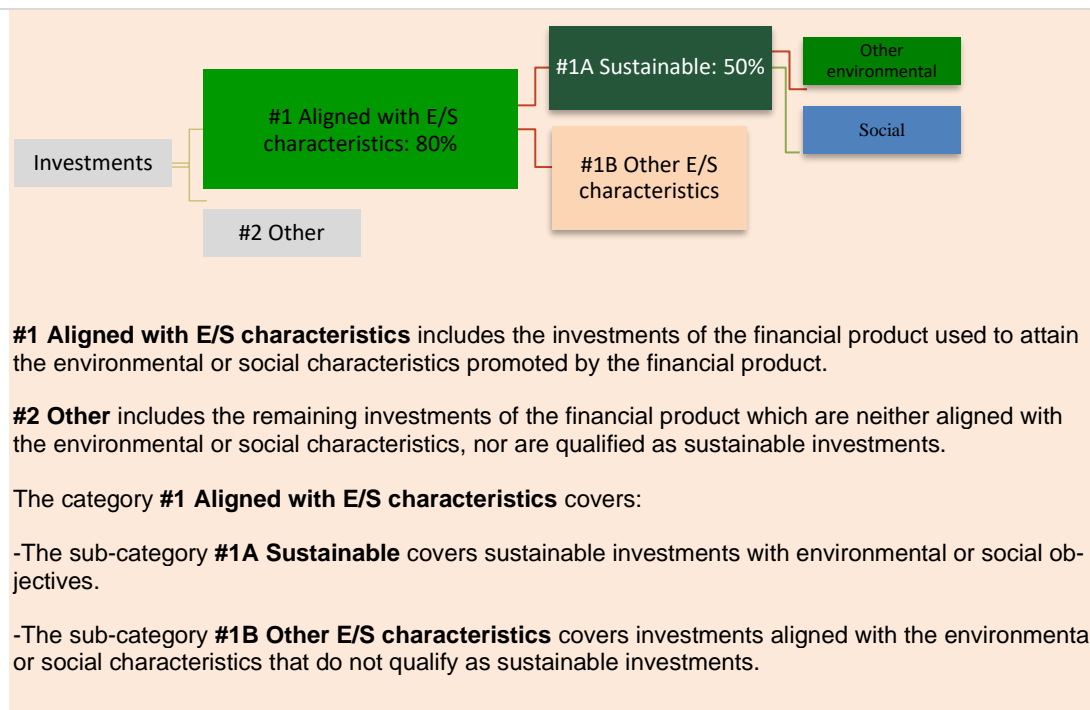 Other
environmental
#1A Sustainable: 50%
#1 Aligned with E/S
characteristics: 80%
Social
Investments
#1B Other E/S
characteristics
#2 Other
#1 Aligned with E/S characteristics includes the investments of the financial product used to attain
the environmental or social characteristics promoted by the financial product.
#2 Other includes the remaining investments of the financial product which are neither aligned with
the environmental or social characteristics, nor are qualified as sustainable investments.
The category #1 Aligned with E/S characteristics covers:
-The sub-category #1A Sustainable covers sustainable investments with environmental or social ob-
jectives.
-The sub-category #1B Other E/S characteristics covers investments aligned with the environmenta
or social characteristics that do not qualify as sustainable investments.